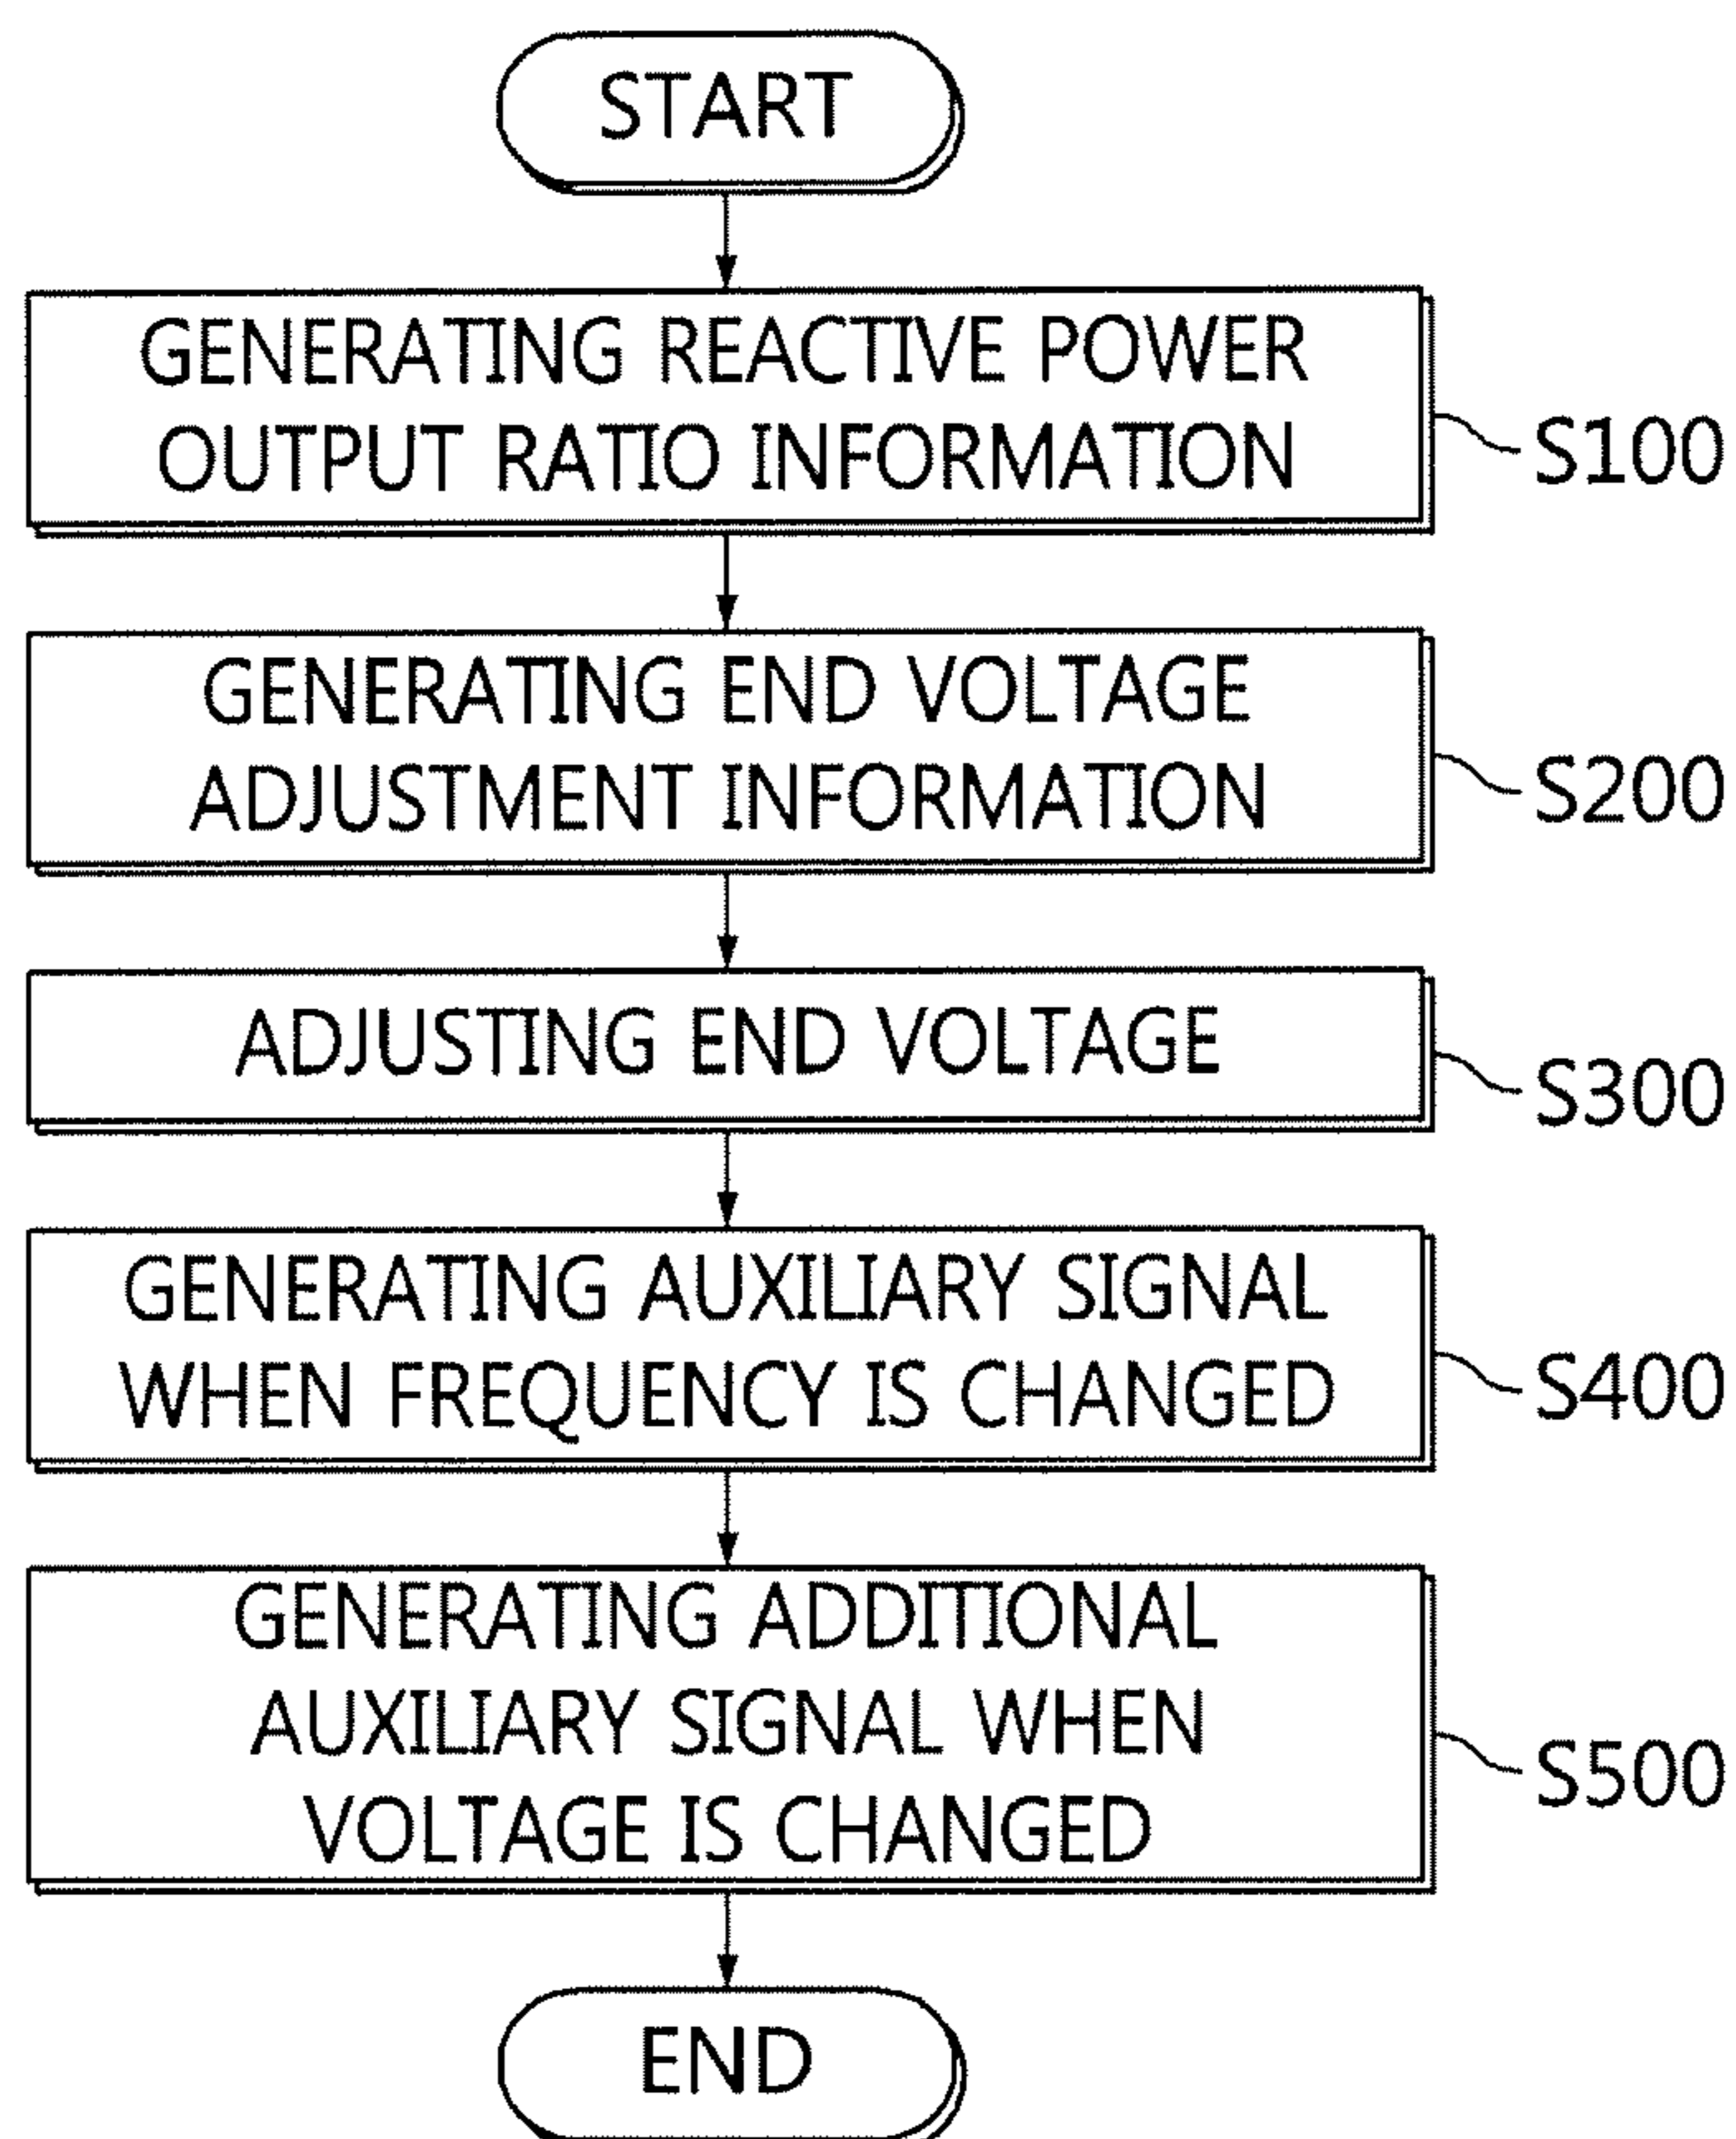 START
GENERATING REACTIVE POWER
OUTPUT RATIO INFORMATION
S100
GENERATING END VOLTAGE
ADJUSTMENT INFORMATION
S200
ADJUSTING END VOLTAGE
S300
GENERATING AUXILIARY SIGNAL
WHEN FREQUENCY IS CHANGED
S400
GENERATING ADDITIONAL
AUXILIARY SIGNAL WHEN
VOLTAGE IS CHANGED
S500
END